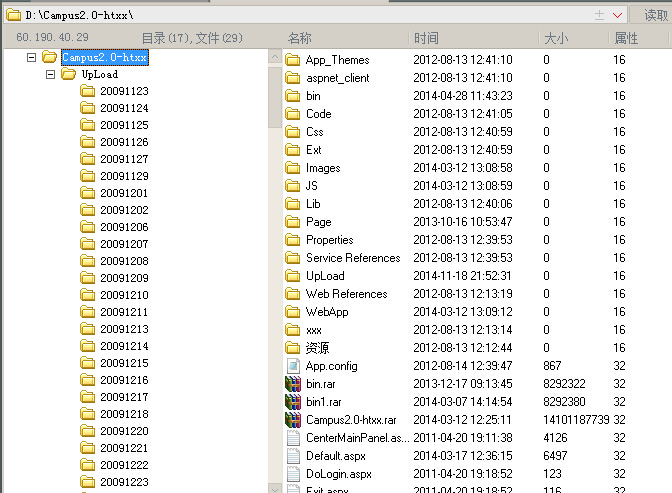 D:\Campus2.0-htxx\ 读取
60.190.40.29 目录(17),文件(29) 名称 时间 大小 属性
Campus2.0-htxx
UpLoad
20091123
20091124
20091125
20091126
20091127
20091129
20091201
20091202
20091206
20091207
20091208
20091209
20091210
20091211
20091213
20091214
20091215
20091216
20091217
20091218
20091220
20091221
20091222
20091223
App_Themes 2012-08-13 12:41:10 0 16
aspnet_client 2012-08-13 12:41:10 0 16
bin 2014-04-28 11:43:23 0 16
Code 2012-08-13 12:41:05 0 16
Css 2012-08-13 12:40:59 0 16
Ext 2012-08-13 12:40:59 0 16
Images 2014-03-12 13:08:58 0 16
JS 2014-03-12 13:08:59 0 16
Lib 2012-08-13 12:40:06 0 16
Page 2013-10-16 10:53:47 0 16
Properties 2012-08-13 12:39:53 0 16
Service References 2012-08-13 12:39:53 0 16
UpLoad 2014-11-18 21:52:31 0 16
Web References 2012-08-13 12:13:19 0 16
WebApp 2014-03-12 13:09:12 0 16
xxx 2012-08-13 12:13:14 0 16
资源 2012-08-13 12:12:44 0 16
App.config 2012-08-14 12:39:47 867 32
bin.rar 2013-12-17 09:13:45 8292322 32
bin1.rar 2014-03-07 14:14:54 8292380 32
Campus2.0-htxx.rar 2014-03-12 12:25:11 14101187739 32
CenterMainPanel.as... 2011-04-20 19:11:38 4126 32
Default.aspx 2014-03-17 12:36:15 6497 32
DoLogin.aspx 2011-04-20 19:18:52 123 32
Exit.aspx 2011-04-20 19:18:52 116 32